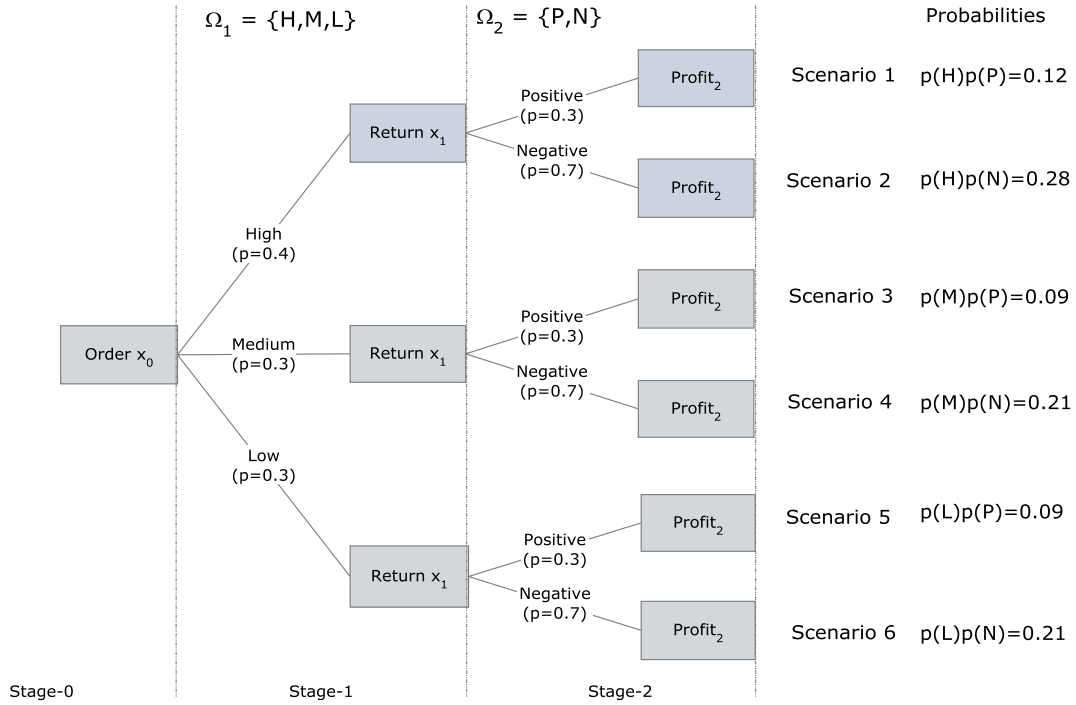 Ω1 = {H,M,L}
Ω2 = {P,N}
Probabilities
Profit2
Scenario 1
p(H)p(P)=0.12
Positive
(p=0.3)
Return x1
Negative
(p=0.7)
Profit2
Scenario 2
p(H)p(N)=0.28
High
(p=0.4)
Profit2
Scenario 3
p(M)p(P)=0.09
Positive
(p=0.3)
Order x0
Medium
(p=0.3)
Return x1
Negative
(p=0.7)
Profit2
Scenario 4
p(M)p(N)=0.21
Low
(p=0.3)
Profit2
Scenario 5
p(L)p(P)=0.09
Positive
(p=0.3)
Return x1
Negative
(p=0.7)
Profit2
Scenario 6
p(L)p(N)=0.21
Stage-0
Stage-1
Stage-2